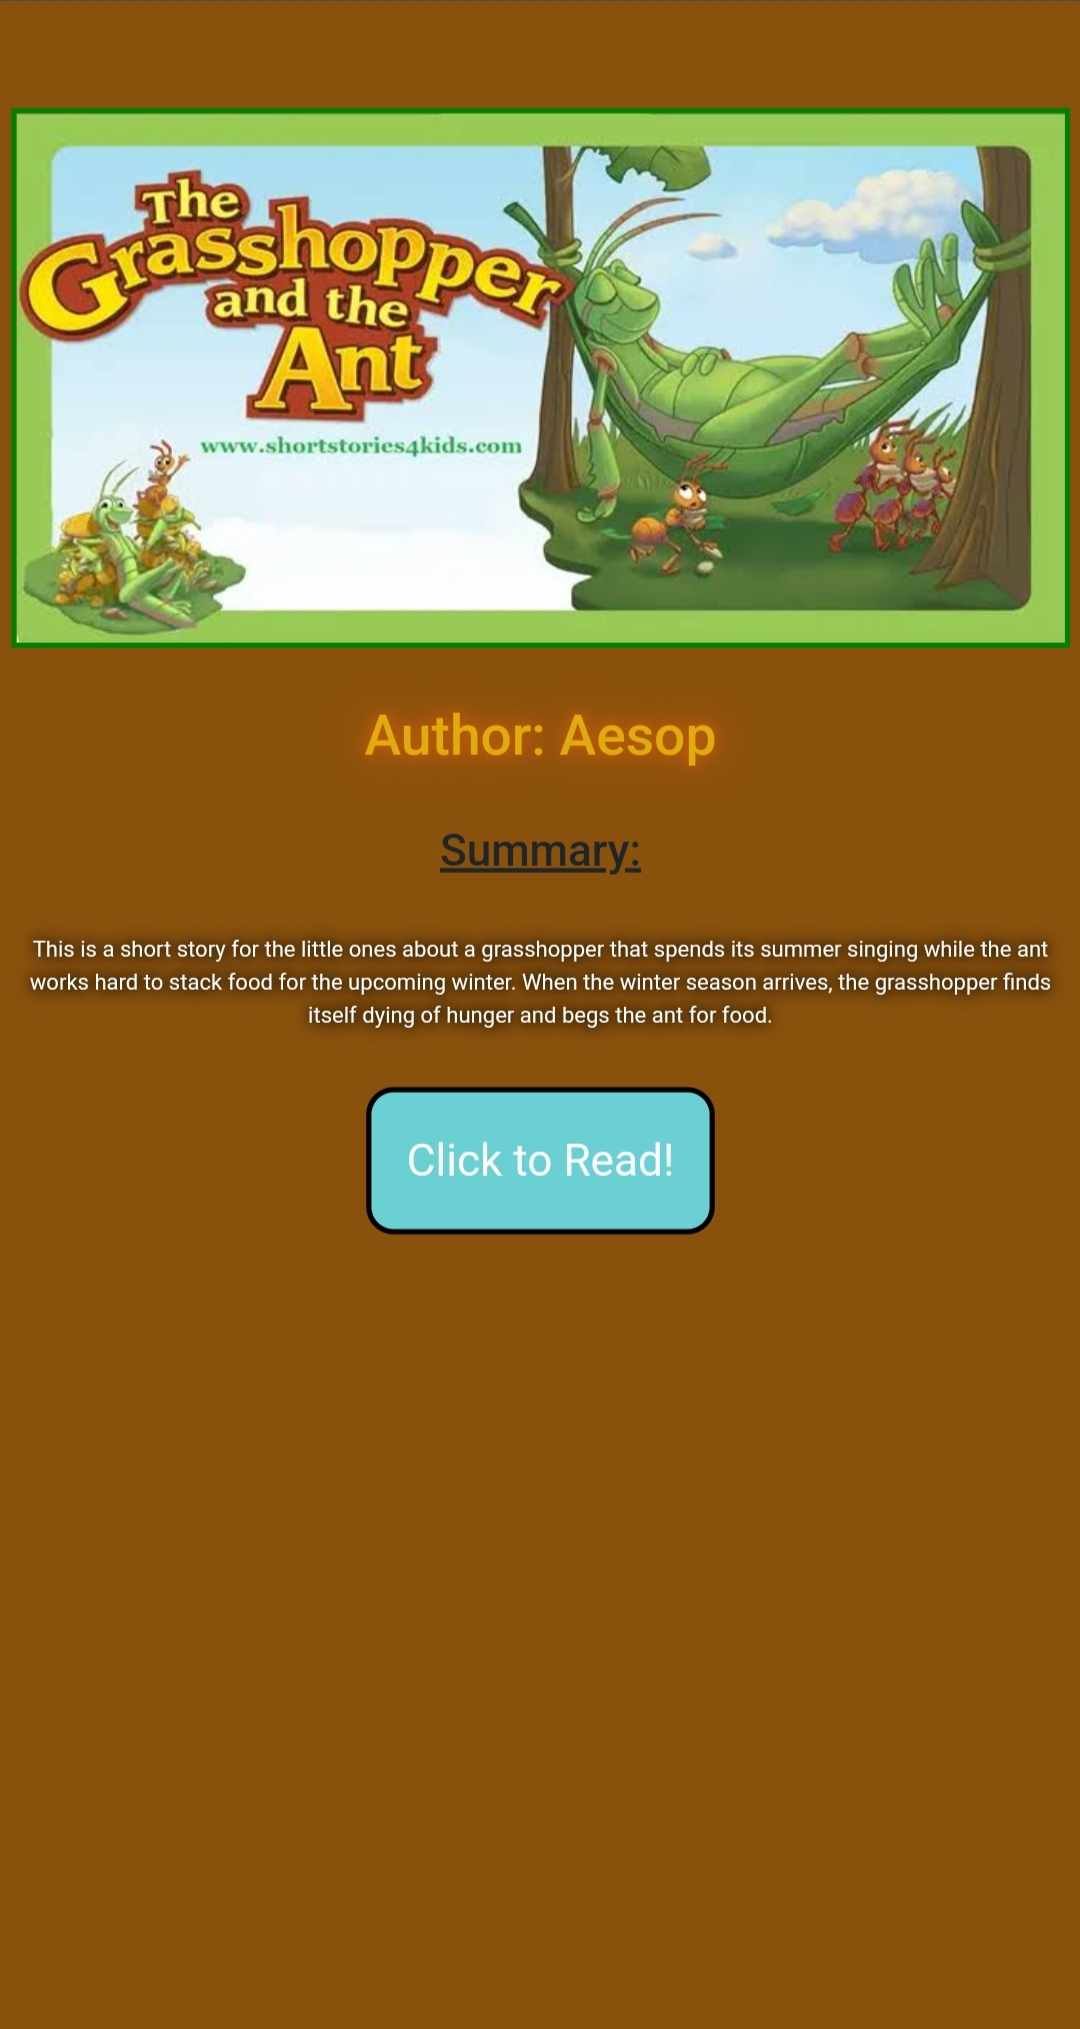 The
Grasshopper
and the
Ant
www.shortstories4kids.com
Author: Aesop
Summary:
This is a short story for the little ones about a grasshopper that spends its summer singing while the ant
works hard to stack food for the upcoming winter. When the winter season arrives, the grasshopper finds
itself dying of hunger and begs the ant for food.
Click to Read!